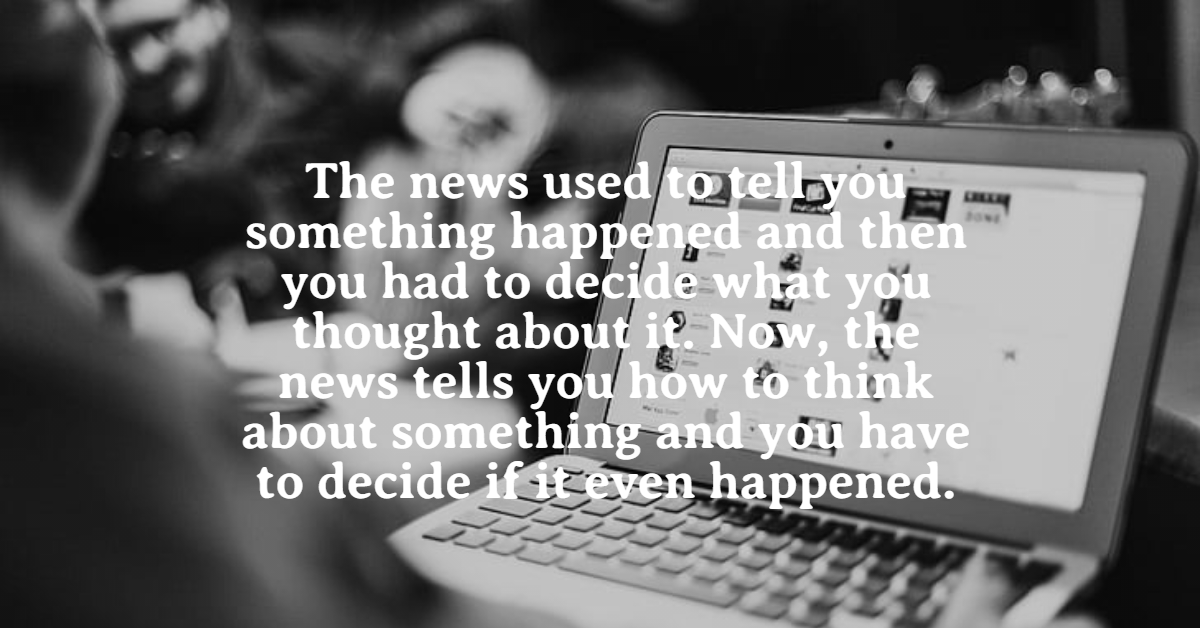 The news used to tell you
something happened and then
you had to decide what you
thought about it. Now, the
news tells you how to think
about something and you have
to decide if it even happened.